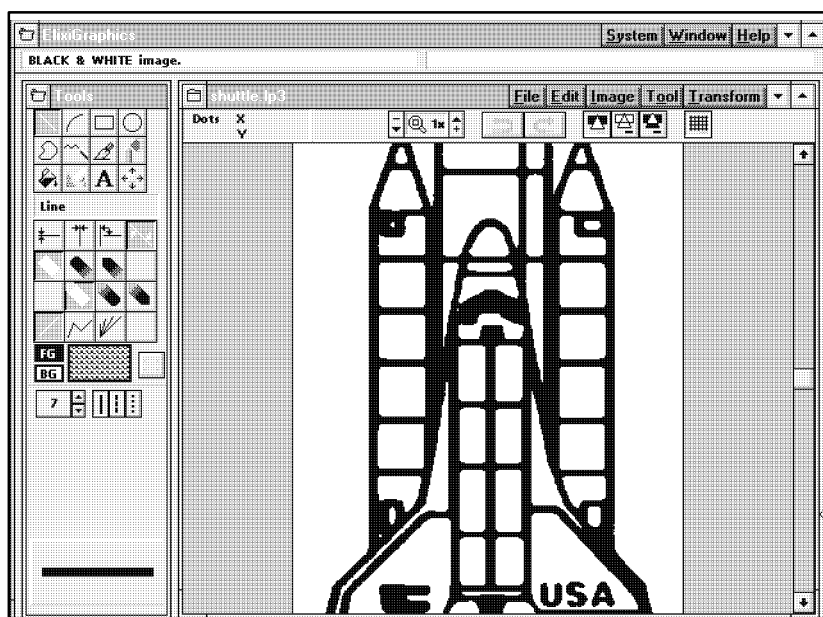 ElixiGraphics
System Window Help
BLACK & WHITE image.
Tools
shuttle.lp3
File Edit Image Tool Transform
Dots X
Y
1x
A
Line
FG
BG
7
USA